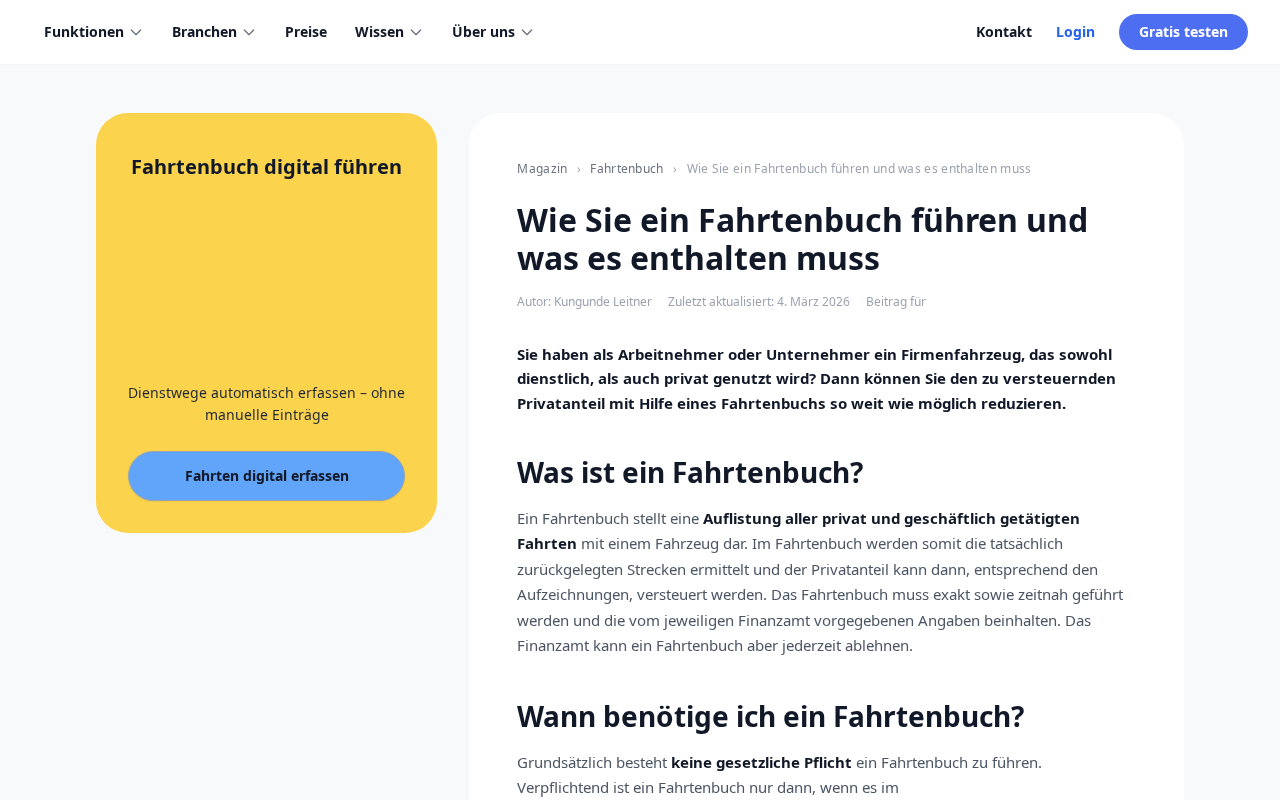 Funktionen
Branchen
Preise
Wissen
Über uns
Kontakt
Login
Gratis testen
Fahrtenbuch digital führen
Dienstwege automatisch erfassen – ohne
manuelle Einträge
Fahrten digital erfassen
Magazin › Fahrtenbuch › Wie Sie ein Fahrtenbuch führen und was es enthalten muss
Wie Sie ein Fahrtenbuch führen und
was es enthalten muss
Autor: Kungunde Leitner Zuletzt aktualisiert: 4. März 2026 Beitrag für
Sie haben als Arbeitnehmer oder Unternehmer ein Firmenfahrzeug, das sowohl
dienstlich, als auch privat genutzt wird? Dann können Sie den zu versteuernden
Privatanteil mit Hilfe eines Fahrtenbuchs so weit wie möglich reduzieren.
Was ist ein Fahrtenbuch?
Ein Fahrtenbuch stellt eine Auflistung aller privat und geschäftlich getätigten
Fahrten mit einem Fahrzeug dar. Im Fahrtenbuch werden somit die tatsächlich
zurückgelegten Strecken ermittelt und der Privatanteil kann dann, entsprechend den
Aufzeichnungen, versteuert werden. Das Fahrtenbuch muss exakt sowie zeitnah geführt
werden und die vom jeweiligen Finanzamt vorgegebenen Angaben beinhalten. Das
Finanzamt kann ein Fahrtenbuch aber jederzeit ablehnen.
Wann benötige ich ein Fahrtenbuch?
Grundsätzlich besteht keine gesetzliche Pflicht ein Fahrtenbuch zu führen.
Verpflichtend ist ein Fahrtenbuch nur dann, wenn es im